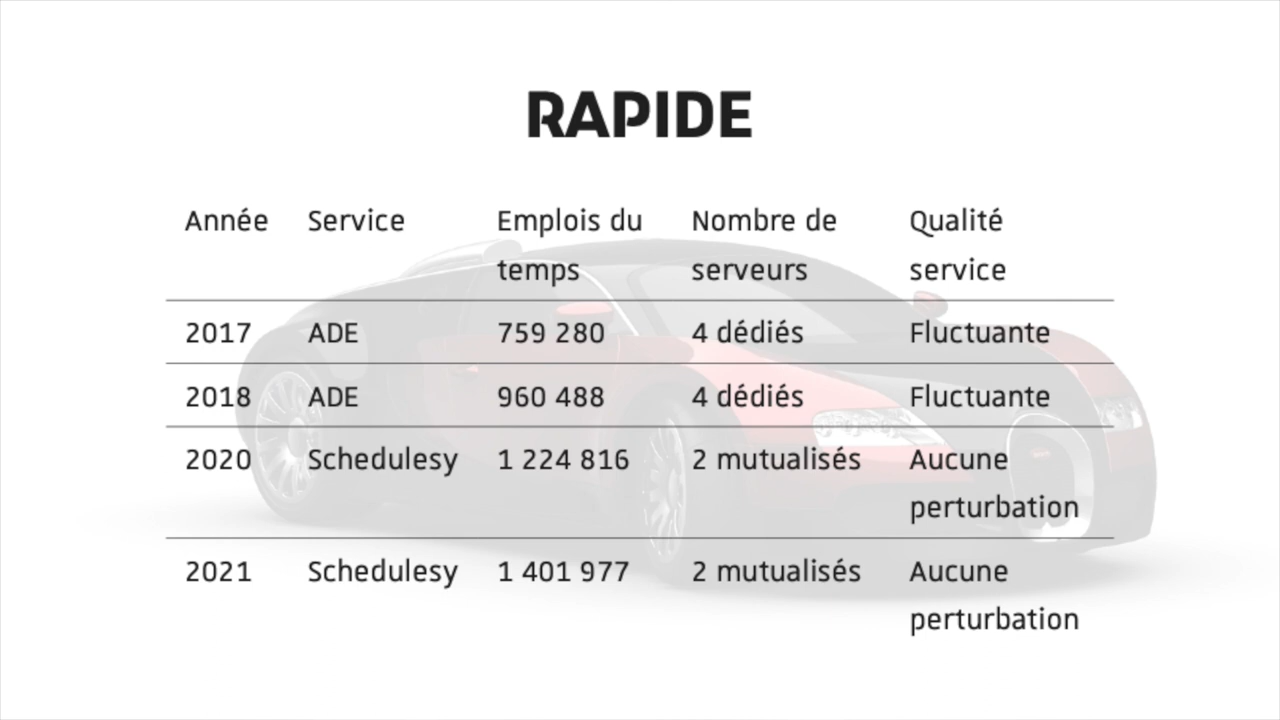 RAPIDE
Année Service Emplois du temps Nombre de serveurs Qualité service
2017 ADE 759 280 4 dédiés Fluctuante
2018 ADE 960 488 4 dédiés Fluctuante
2020 Schedulesy 1 224 816 2 mutualisés Aucune perturbation
2021 Schedulesy 1 401 977 2 mutualisés Aucune perturbation